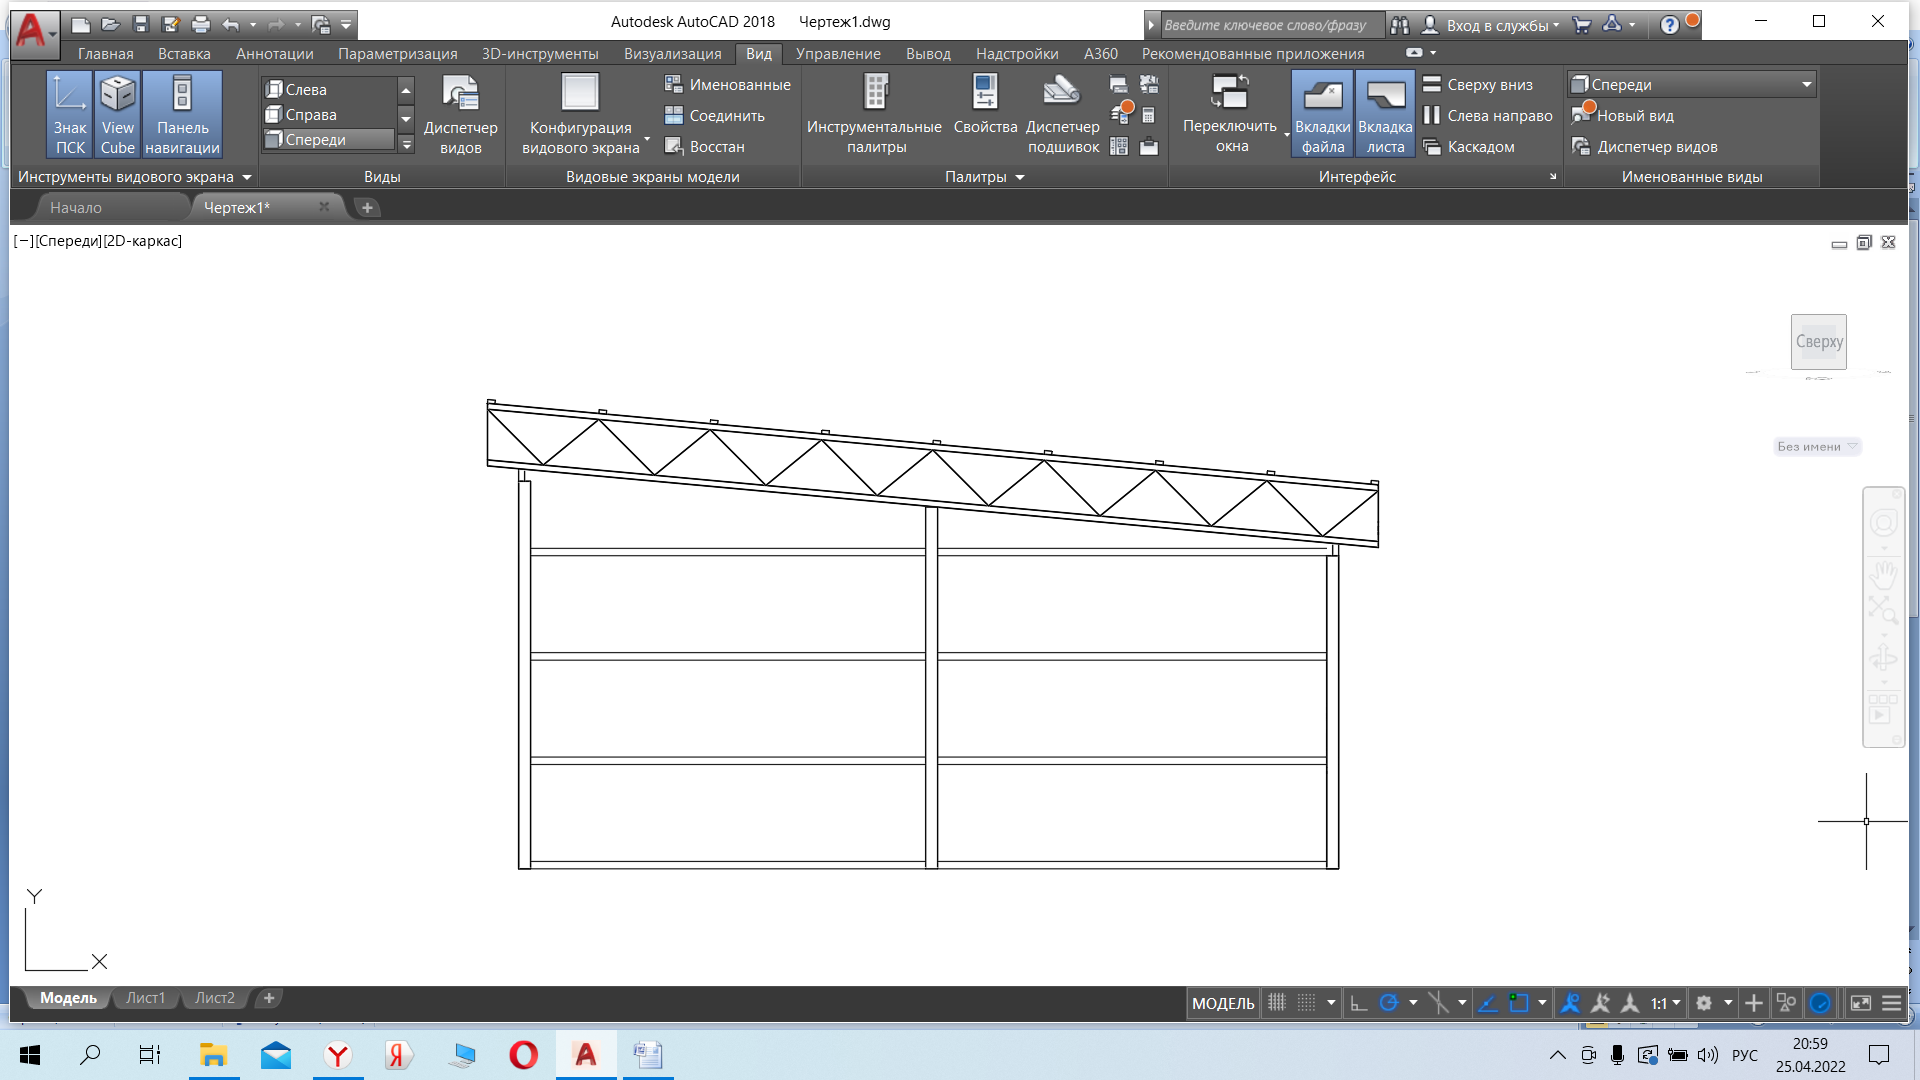 Autodesk AutoCAD 2018 Чертеж1.dwg
Введите ключевое слово/фразу
Вход в службы
Главная Вставка Аннотации Параметризация 3D-инструменты Визуализация Вид Управление Вывод Надстройки A360 Рекомендованные приложения
Знак ПСК
View Cube
Панель навигации
Инструменты видового экрана
Слева
Справа
Спереди
Диспетчер видов
Виды
Конфигурация видового экрана
Именованные
Соединить
Восстан
Видовые экраны модели
Инструментальные палитры
Свойства
Диспетчер подшивок
Палитры
Переключить окна
Вкладки файла
Вкладка листа
Сверху вниз
Слева направо
Каскадом
Интерфейс
Спереди
Новый вид
Диспетчер видов
Именованные виды
Начало Чертеж1*
[−][Спереди][2D-каркас]
Сверху
Без имени
Y
X
Модель Лист1 Лист2
МОДЕЛЬ
1:1
РУС
20:59
25.04.2022